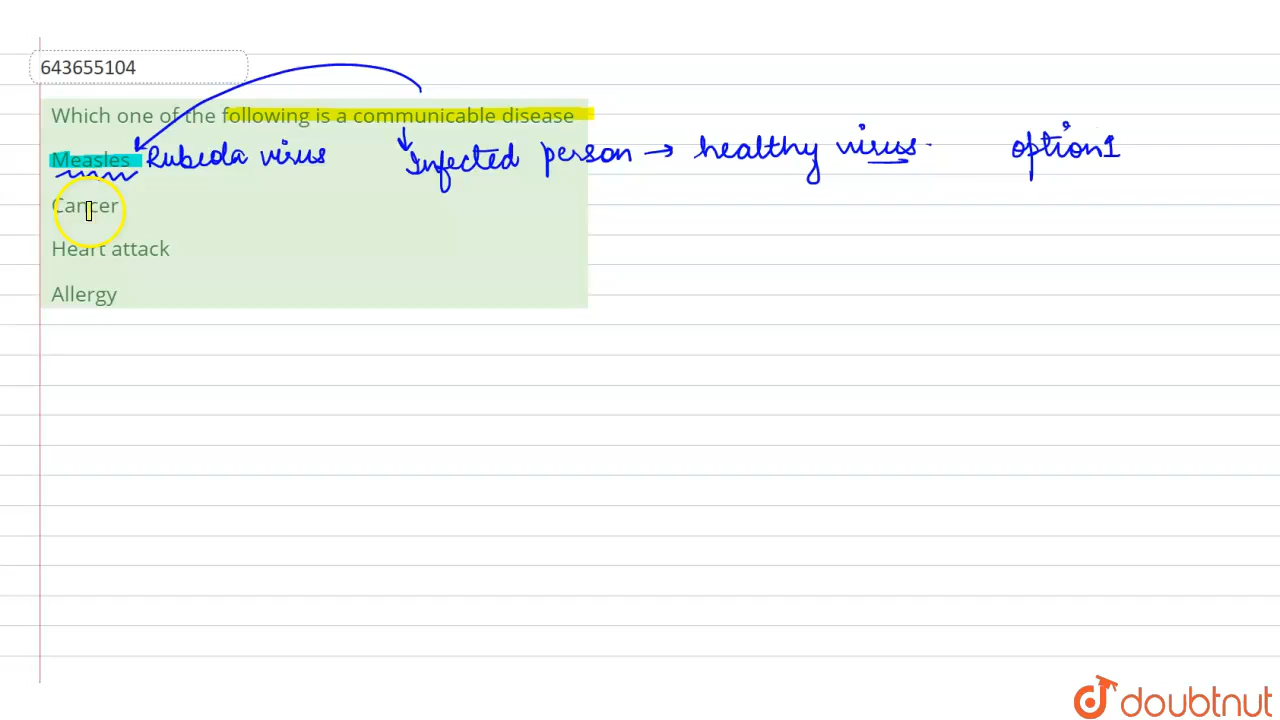 643655104
Which one of the following is a communicable disease
Measles Rubeola virus Infected person → healthy virus. option1
Cancer
Heart attack
Allergy
doubtnut